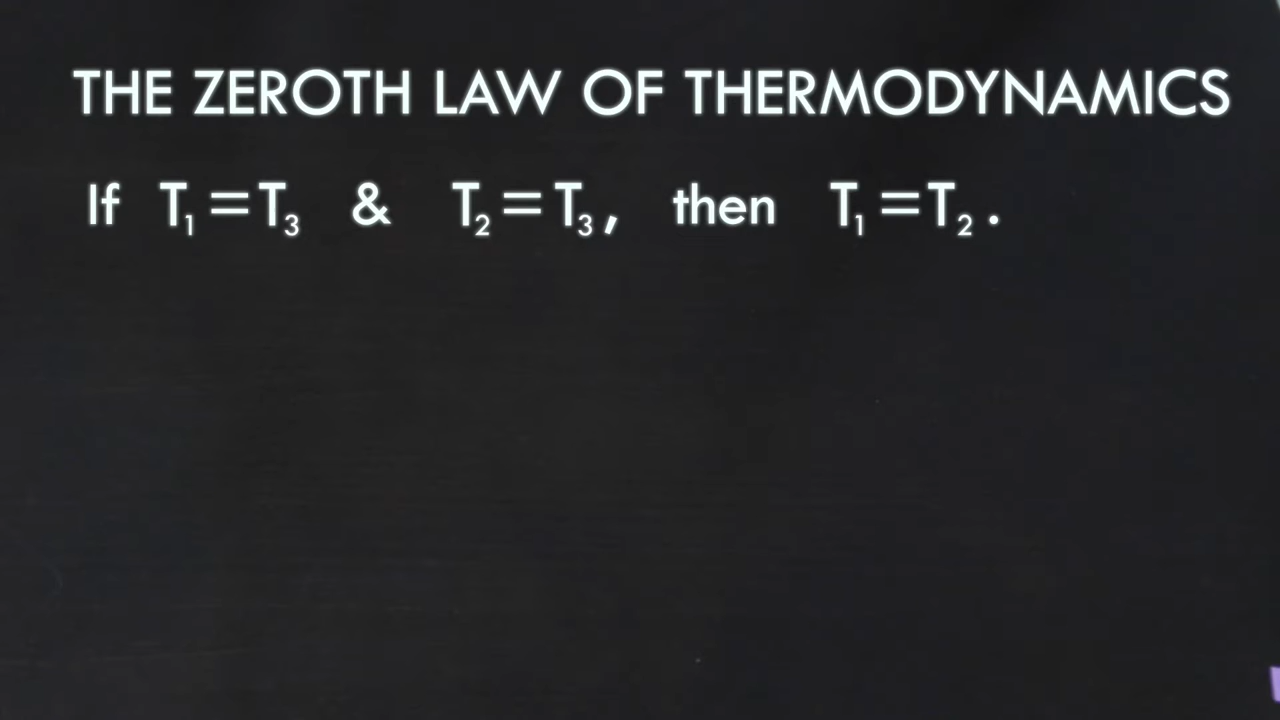 THE ZEROTH LAW OF THERMODYNAMICS
If T₁=T₃ & T₂=T₃, then T₁=T₂.